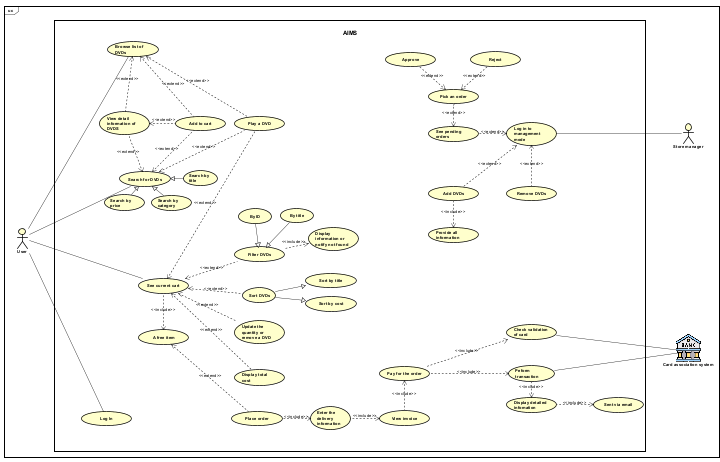 uc
AIMS
Browse list of
DVDs
<<extend>>
<<extend>>
<<extend>>
View detail
information of
DVDS
<<extend>>
Add to cart
Play a DVD
<<extend>>
<<extend>>
<<extend>>
Search for DVDs
Search by
title
Search by
price
Search by
category
<<extend>>
User
By ID
By title
Filter DVDs
<<include>>
Display
information or
notify not found
<<extend>>
See current cart
<<extend>>
Sort DVDs
Sort by title
Sort by cost
<<include>>
<<extend>>
<<extend>>
A free item
Update the
quantity or
remove a DVD
Display total
cost
<<extend>>
Log in
Place order
<<include>>
Enter the
delivery
information
<<include>>
View invoice
<<include>>
Pay for the order
<<include>>
<<include>>
Check validation
of card
Perform
transaction
<<include>>
Display detailed
information
<<include>>
Sent via email
BANK
Card association system
Approve
Reject
<<extend>>
<<extend>>
Pick an order
<<extend>>
See pending
orders
<<extend>>
Log in to
management
mode
Store manager
<<extend>>
<<extend>>
Add DVDs
Remove DVDs
<<include>>
Provide all
information